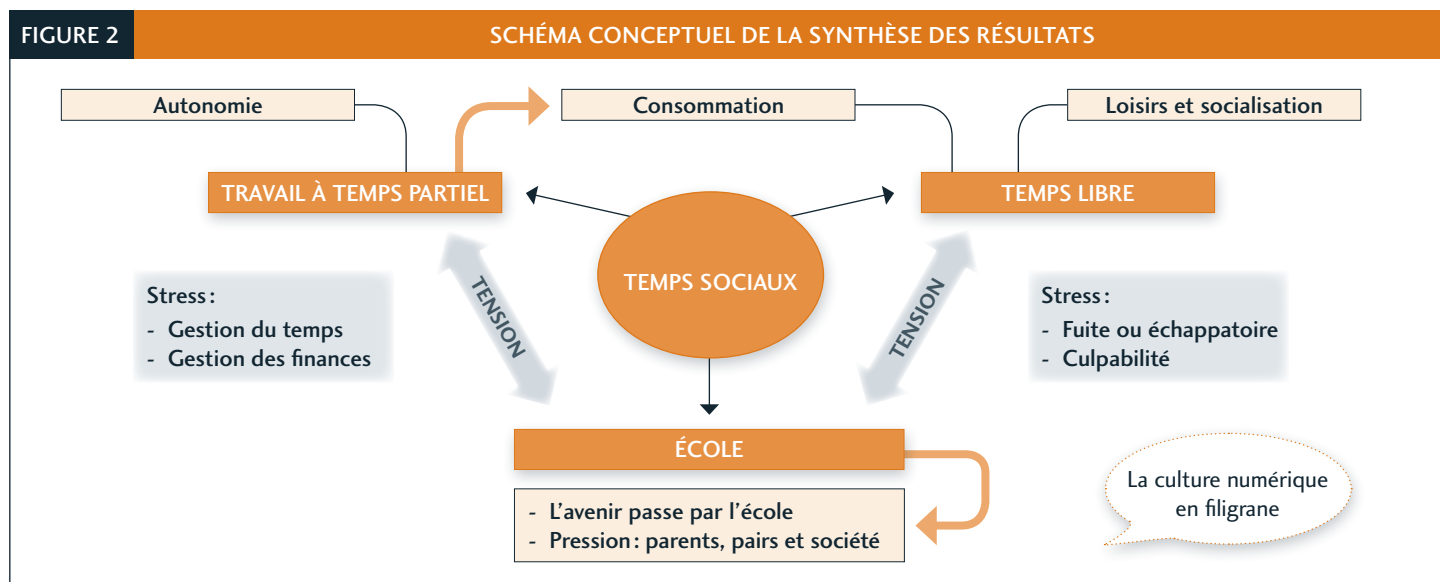 FIGURE 2
SCHÉMA CONCEPTUEL DE LA SYNTHÈSE DES RÉSULTATS
Autonomie
Consommation
Loisirs et socialisation
TRAVAIL À TEMPS PARTIEL
TEMPS LIBRE
TEMPS SOCIAUX
Stress :
- Gestion du temps
- Gestion des finances
TENSION
TENSION
Stress :
- Fuite ou échappatoire
- Culpabilité
ÉCOLE
- L’avenir passe par l’école
- Pression : parents, pairs et société
La culture numérique
en filigrane